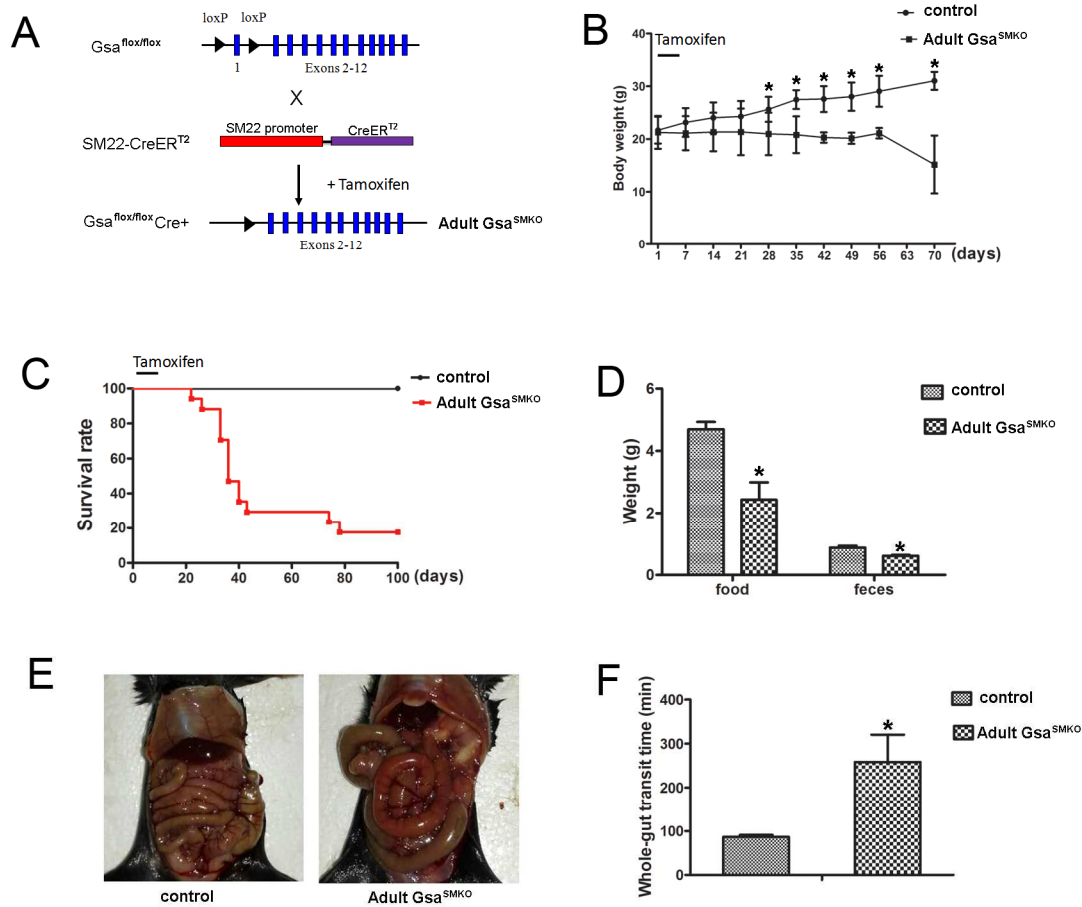 A
loxP loxP
Gsa^flox/flox
1 Exons 2-12
X
SM22 promoter CreER^T2
SM22-CreER^T2
+ Tamoxifen
Gsa^flox/flox Cre+ Adult Gsa^SMKO
Exons 2-12
B
control
Adult Gsa^SMKO
Tamoxifen
* * * * * *
Body weight (g)
40
30
20
10
0
1 7 14 21 28 35 42 49 56 63 70 (days)
C
Tamoxifen
control
Adult Gsa^SMKO
Survival rate
100
80
60
40
20
0
0 20 40 60 80 100 (days)
D
control
Adult Gsa^SMKO
Weight (g)
6
4
2
0
* *
food feces
E
control Adult Gsa^SMKO
F
control
Adult Gsa^SMKO
Whole-gut transit time (min)
400
300
200
100
0
*